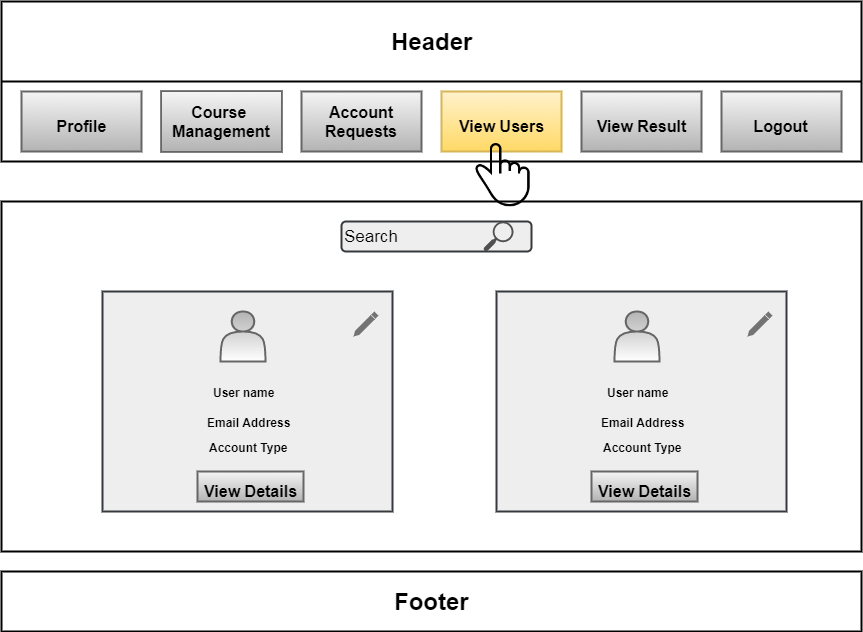 Header
Profile
Course
Management
Account
Requests
View Users
View Result
Logout
Search
User name
Email Address
Account Type
View Details
User name
Email Address
Account Type
View Details
Footer